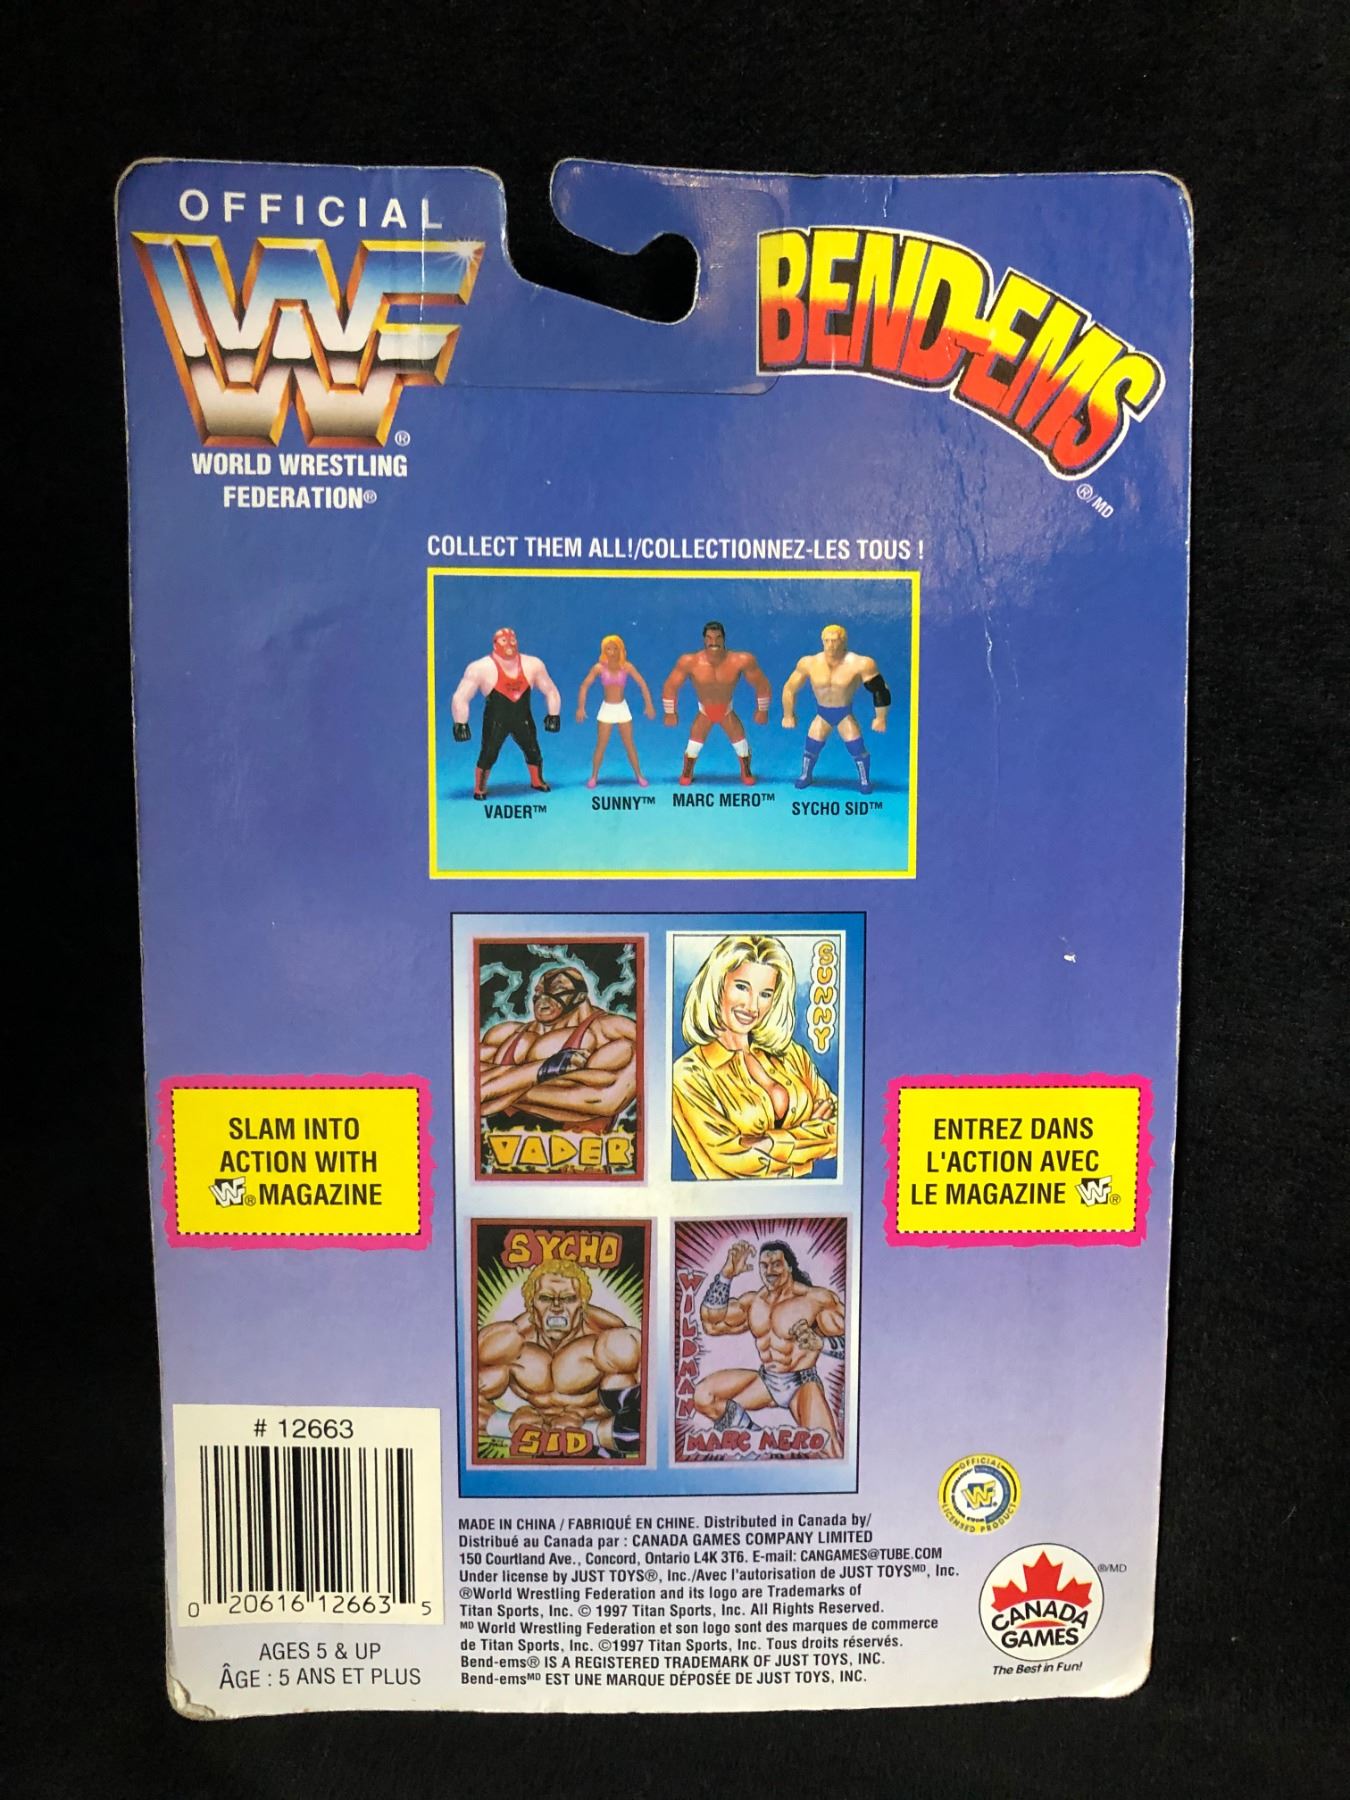 OFFICIAL
WF
®
WORLD WRESTLING
FEDERATION®
BEND-EMS
®/MD
COLLECT THEM ALL!/COLLECTIONNEZ-LES TOUS !
VADER™
SUNNY™
MARC MERO™
SYCHO SID™
VADER
SUNNY
SLAM INTO
ACTION WITH
WF® MAGAZINE
ENTREZ DANS
L'ACTION AVEC
LE MAGAZINE WF®
SYCHO
SID
WILDMAN
MARC MERO
# 12663
0 20616 12663 5
AGES 5 & UP
ÂGE : 5 ANS ET PLUS
MADE IN CHINA / FABRIQUÉ EN CHINE. Distributed in Canada by/
Distribué au Canada par : CANADA GAMES COMPANY LIMITED
150 Courtland Ave., Concord, Ontario L4K 3T6. E-mail: CANGAMES@TUBE.COM
Under license by JUST TOYS®, Inc./Avec l'autorisation de JUST TOYSMD, Inc.
®World Wrestling Federation and its logo are Trademarks of
Titan Sports, Inc. © 1997 Titan Sports, Inc. All Rights Reserved.
MD World Wrestling Federation et son logo sont des marques de commerce
de Titan Sports, Inc. ©1997 Titan Sports, Inc. Tous droits réservés.
Bend-ems® IS A REGISTERED TRADEMARK OF JUST TOYS, INC.
Bend-emsMD EST UNE MARQUE DÉPOSÉE DE JUST TOYS, INC.
OFFICIAL
WF
LICENSED PRODUCT
®/MD
CANADA
GAMES
The Best in Fun!